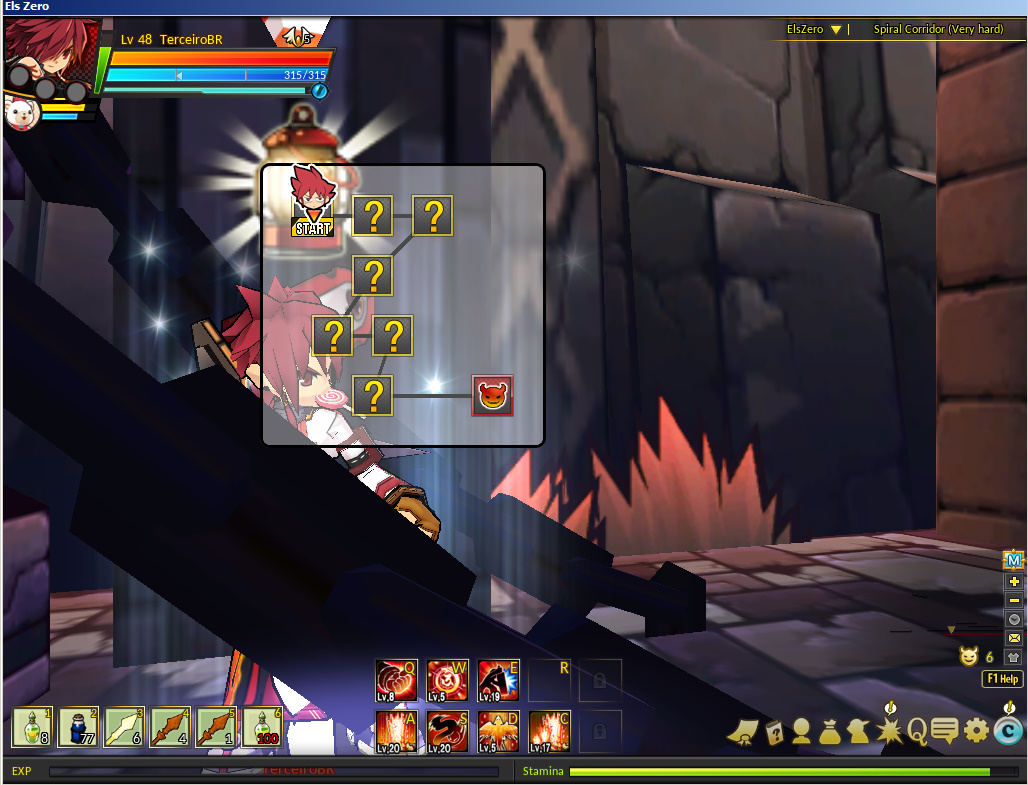 Els Zero
Lv 48 TerceiroBR
5
ElsZero
Spiral Corridor (Very hard)
315/315
? ?
START
?
? ?
?
M
6
F1 Help
Q W E R
Lv.8 Lv.5 Lv.19
1 2 3 4 5 6
8 77 6 4 1 100
A S D C
Lv.20 Lv.20 Lv.5 Lv.17
?
C
EXP
TerceiroBR
Stamina